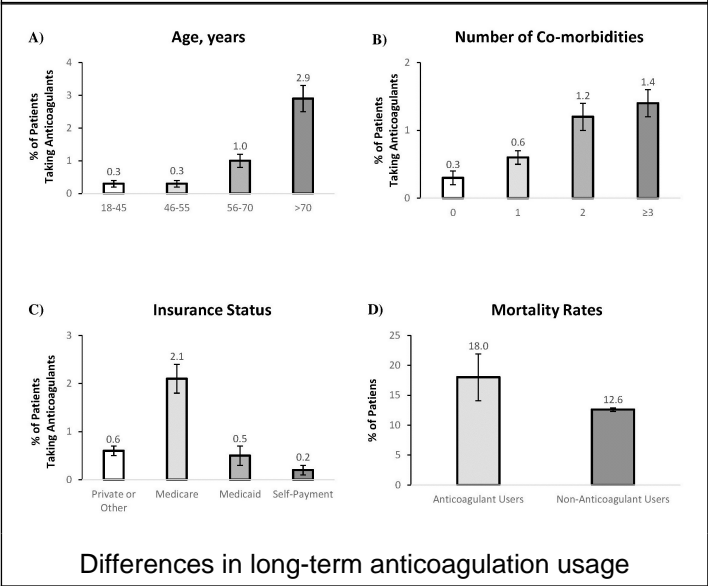 A) Age, years
% of Patients
Taking Anticoagulants
4
3
2
1
0
0.3
0.3
1.0
2.9
18-45
46-55
56-70
>70
B) Number of Co-morbidities
% of Patients
Taking Anticoagulants
2
1
0
0.3
0.6
1.2
1.4
0
1
2
≥3
C) Insurance Status
% of Patients
Taking Anticoagulants
3
2
1
0
0.6
2.1
0.5
0.2
Private or
Other
Medicare
Medicaid
Self-Payment
D) Mortality Rates
% of Patiens
25
20
15
10
5
0
18.0
12.6
Anticoagulant Users
Non-Anticoagulant Users
Differences in long-term anticoagulation usage